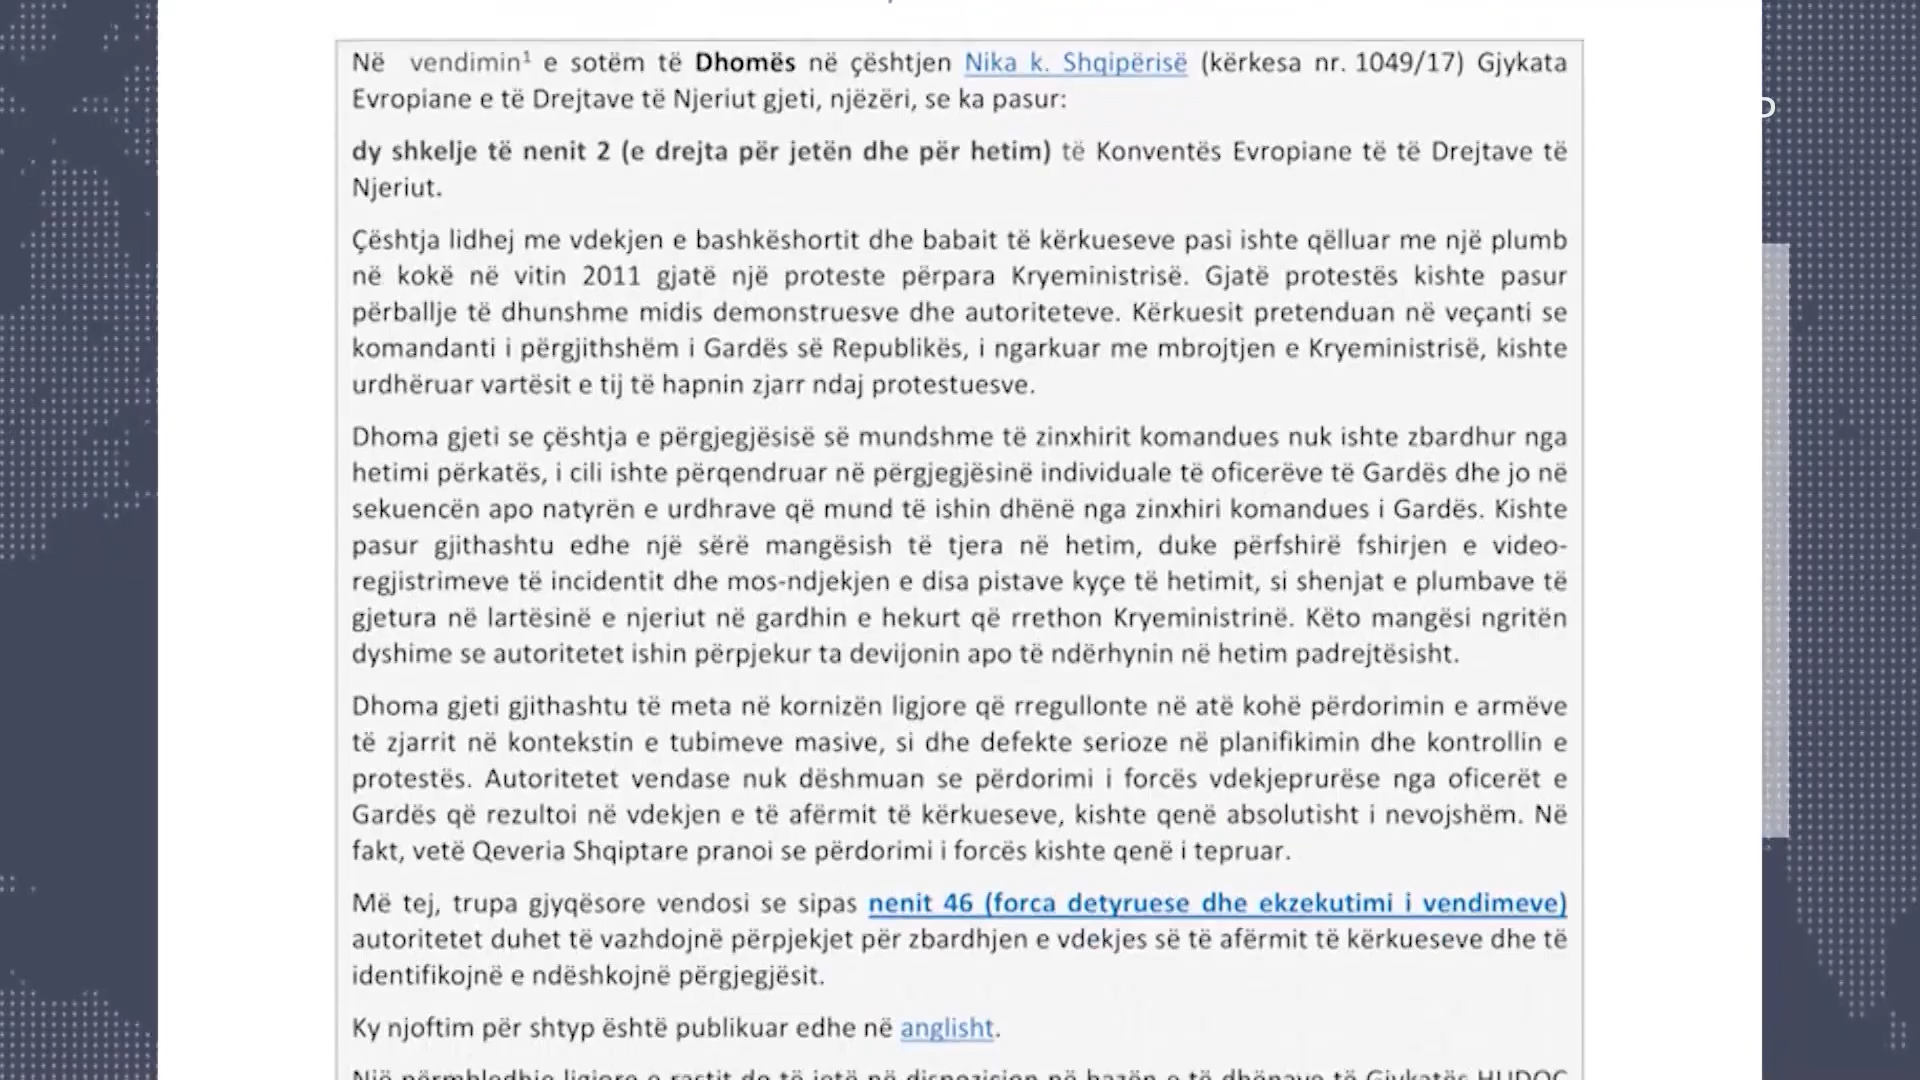 Në vendimin¹ e sotëm të Dhomës në çështjen Nika k. Shqipërisë (kërkesa nr. 1049/17) Gjykata
Evropiane e të Drejtave të Njeriut gjeti, njëzëri, se ka pasur:
dy shkelje të nenit 2 (e drejta për jetën dhe për hetim) të Konventës Evropiane të të Drejtave të
Njeriut.
Çështja lidhej me vdekjen e bashkëshortit dhe babait të kërkueseve pasi ishte qëlluar me një plumb
në kokë në vitin 2011 gjatë një proteste përpara Kryeministrisë. Gjatë protestës kishte pasur
përballje të dhunshme midis demonstruesve dhe autoriteteve. Kërkuesit pretenduan në veçanti se
komandanti i përgjithshëm i Gardës së Republikës, i ngarkuar me mbrojtjen e Kryeministrisë, kishte
urdhëruar vartësit e tij të hapnin zjarr ndaj protestuesve.
Dhoma gjeti se çështja e përgjegjësisë së mundshme të zinxhirit komandues nuk ishte zbardhur nga
hetimi përkatës, i cili ishte përqendruar në përgjegjësinë individuale të oficerëve të Gardës dhe jo në
sekuencën apo natyrën e urdhrave që mund të ishin dhënë nga zinxhiri komandues i Gardës. Kishte
pasur gjithashtu edhe një sërë mangësish të tjera në hetim, duke përfshirë fshirjen e video-
regjistrimeve të incidentit dhe mos-ndjekjen e disa pistave kyçe të hetimit, si shenjat e plumbave të
gjetura në lartësinë e njeriut në gardhin e hekurt që rrethon Kryeministrinë. Këto mangësi ngritën
dyshime se autoritetet ishin përpjekur ta devijonin apo të ndërhynin në hetim padrejtësisht.
Dhoma gjeti gjithashtu të meta në kornizën ligjore që rregullonte në atë kohë përdorimin e armëve
të zjarrit në kontekstin e tubimeve masive, si dhe defekte serioze në planifikimin dhe kontrollin e
protestës. Autoritetet vendase nuk dëshmuan se përdorimi i forcës vdekjeprurëse nga oficerët e
Gardës që rezultoi në vdekjen e të afërmit të kërkueseve, kishte qenë absolutisht i nevojshëm. Në
fakt, vetë Qeveria Shqiptare pranoi se përdorimi i forcës kishte qenë i tepruar.
Më tej, trupa gjyqësore vendosi se sipas nenit 46 (forca detyruese dhe ekzekutimi i vendimeve)
autoritetet duhet të vazhdojnë përpjekjet për zbardhjen e vdekjes së të afërmit të kërkueseve dhe të
identifikojnë e ndëshkojnë përgjegjësit.
Ky njoftim për shtyp është publikuar edhe në anglisht.
Një përmbledhje ligjore e rastit do të jetë në dispozicion në bazën e të dhënave të Gjykatës HUDOC